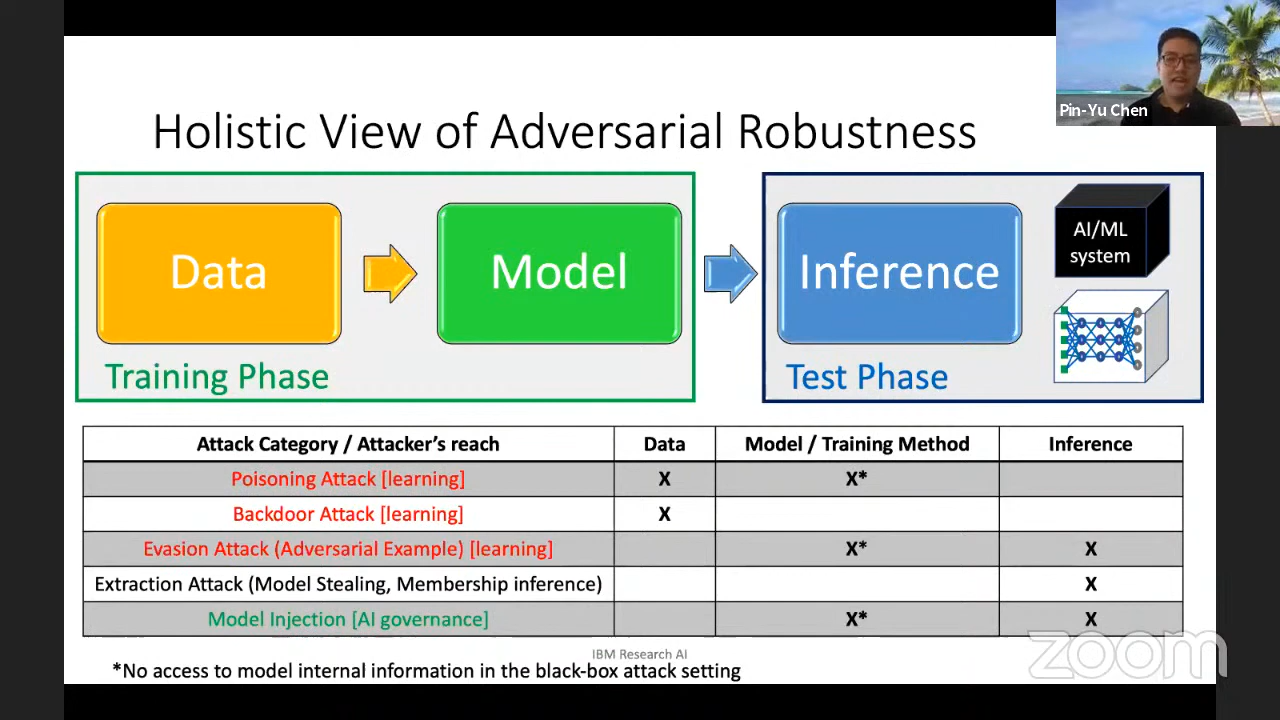 Pin-Yu Chen
Holistic View of Adversarial Robustness
Data
Model
Inference
AI/ML
system
Training Phase
Test Phase
Attack Category / Attacker's reach Data Model / Training Method Inference
Poisoning Attack [learning] X X*
Backdoor Attack [learning] X
Evasion Attack (Adversarial Example) [learning] X* X
Extraction Attack (Model Stealing, Membership inference) X
Model Injection [AI governance] X* X
IBM Research AI
*No access to model internal information in the black-box attack setting
zoom